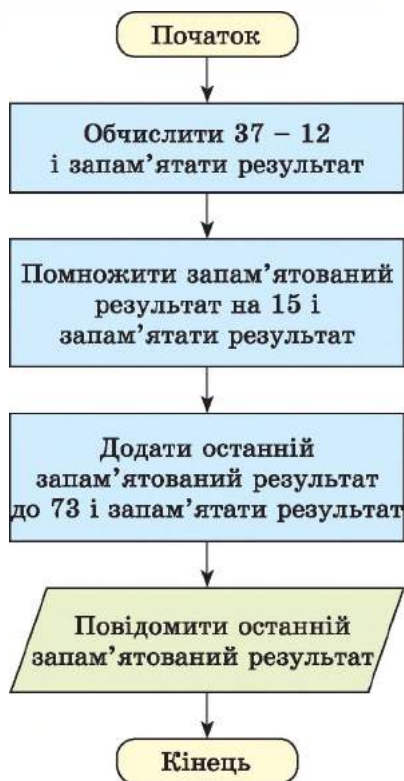 Початок
Обчислити 37 – 12
і запам'ятати результат
Помножити запам'ятований
результат на 15 і
запам'ятати результат
Додати останній
запам'ятований результат
до 73 і запам'ятати результат
Повідомити останній
запам'ятований результат
Кінець